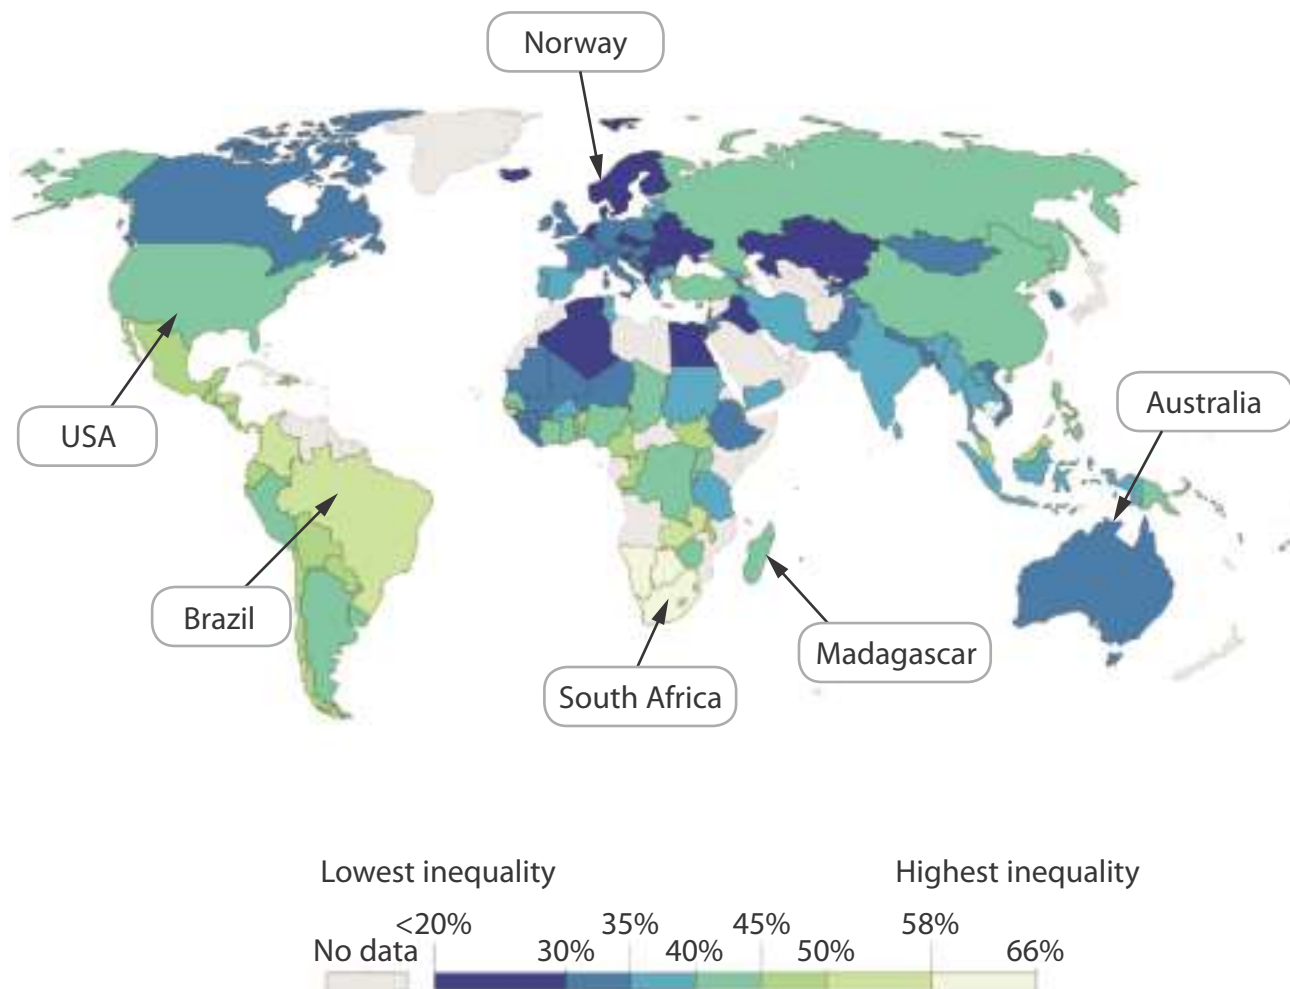 Norway
Australia
USA
Brazil
Madagascar
South Africa
Lowest inequality Highest inequality
<20% 35% 45% 58%
No data 30% 40% 50% 66%